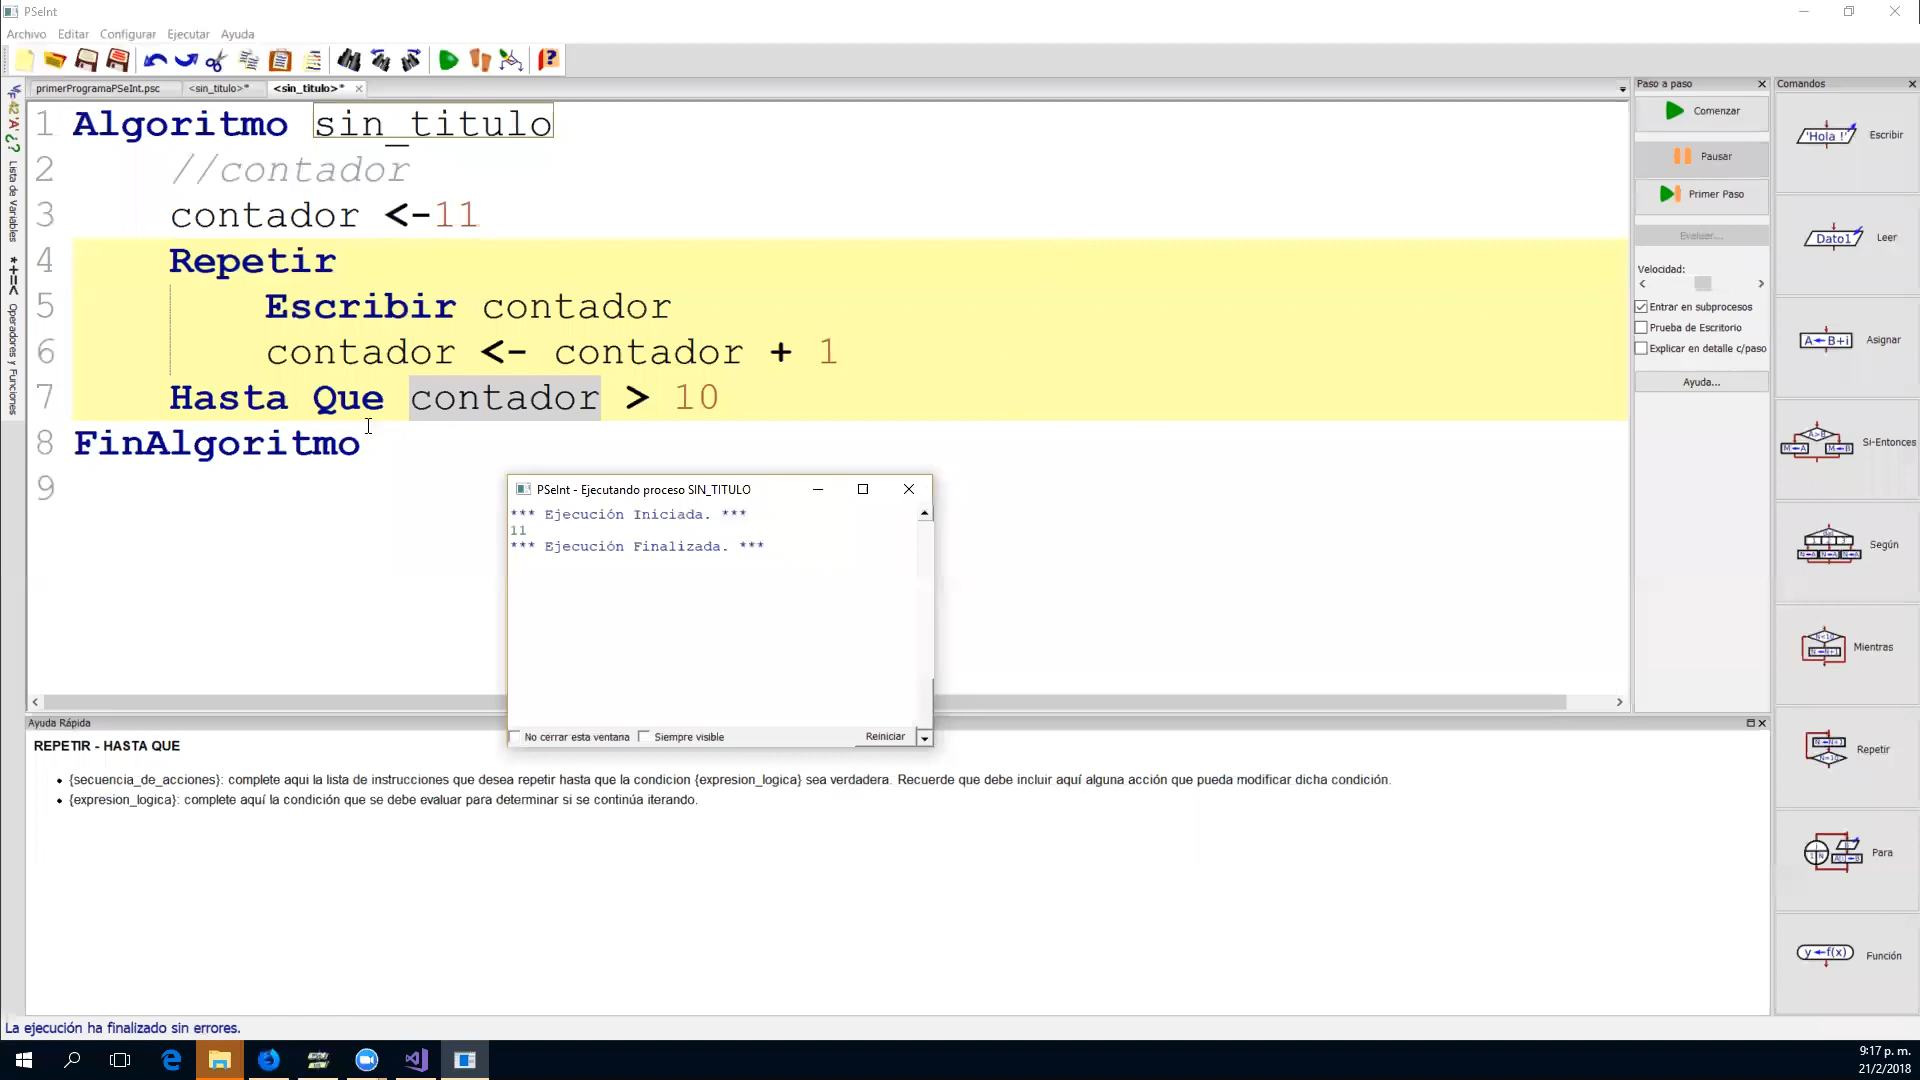 PSeInt
Archivo Editar Configurar Ejecutar Ayuda
primerPrograma​PSeInt.psc <sin_titulo>* <sin_titulo>*
1 Algoritmo sin_titulo
2 //contador
3 contador <-11
4 Repetir
5 Escribir contador
6 contador <- contador + 1
7 Hasta Que contador > 10
8 FinAlgoritmo
9
Lista de Variables
*+=< Operadores y Funciones
PSeInt - Ejecutando proceso SIN_TITULO
*** Ejecución Iniciada. ***
11
*** Ejecución Finalizada. ***
No cerrar esta ventana Siempre visible Reiniciar
Paso a paso
Comenzar
Pausar
Primer Paso
Evaluar...
Velocidad:
Entrar en subprocesos
Prueba de Escritorio
Explicar en detalle c/paso
Ayuda...
Comandos
'Hola !' Escribir
Dato1 Leer
A←B+i Asignar
Si-Entonces
Según
Mientras
Repetir
Para
y←f(x) Función
Ayuda Rápida
REPETIR - HASTA QUE
• {secuencia_de_acciones}: complete aqui la lista de instrucciones que desea repetir hasta que la condicion {expresion_logica} sea verdadera. Recuerde que debe incluir aquí alguna acción que pueda modificar dicha condición.
• {expresion_logica}: complete aquí la condición que se debe evaluar para determinar si se continúa iterando.
La ejecución ha finalizado sin errores.
9:17 p. m.
21/2/2018